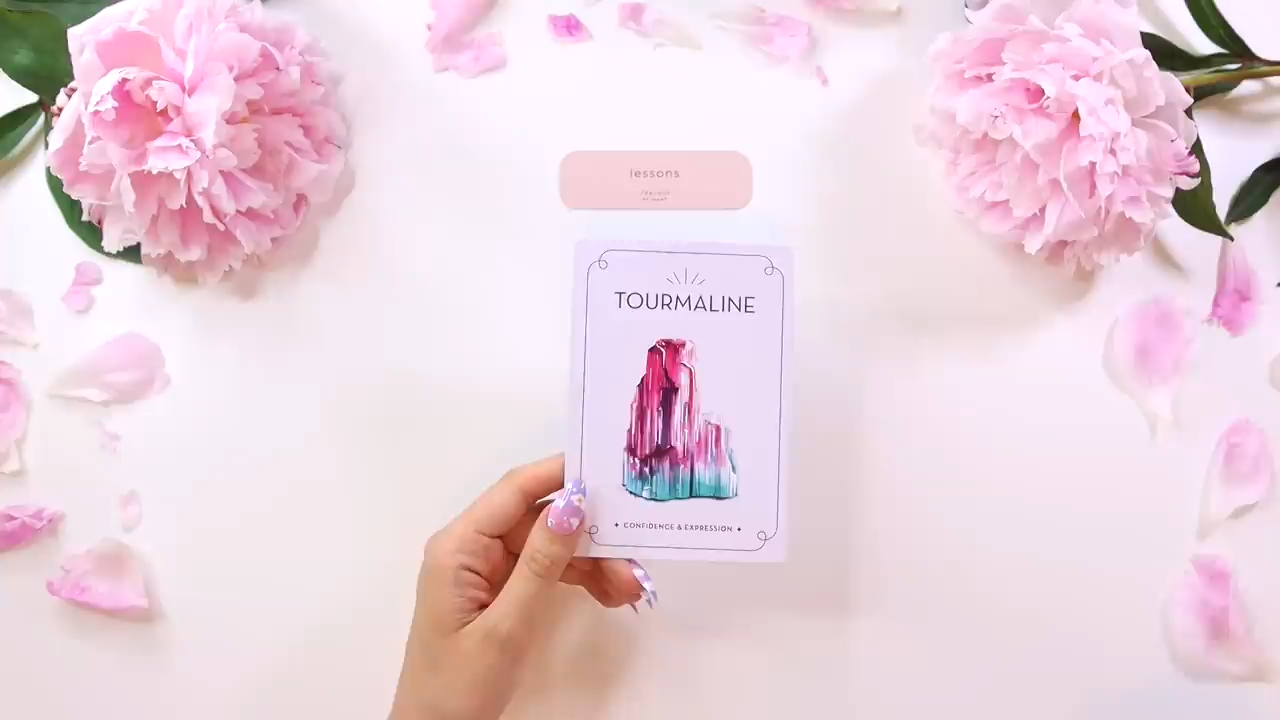 lessons
TOURMALINE
✦ CONFIDENCE & EXPRESSION ✦